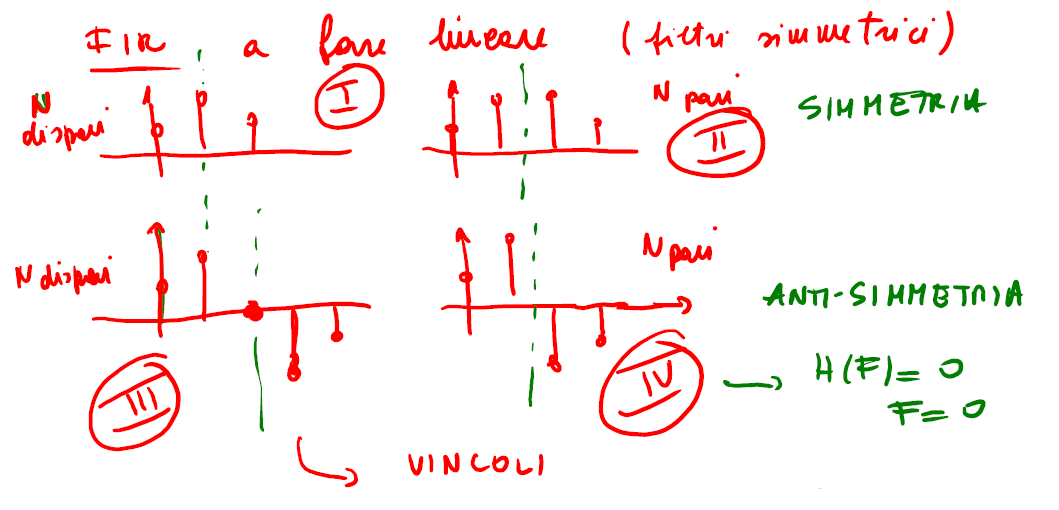 FIR a fase lineare (filtri simmetrici)
N dispari I N pari II SIMMETRIA
N dispari III N pari IV ANTI-SIMMETRIA
H(F)=0
F=0
VINCOLI